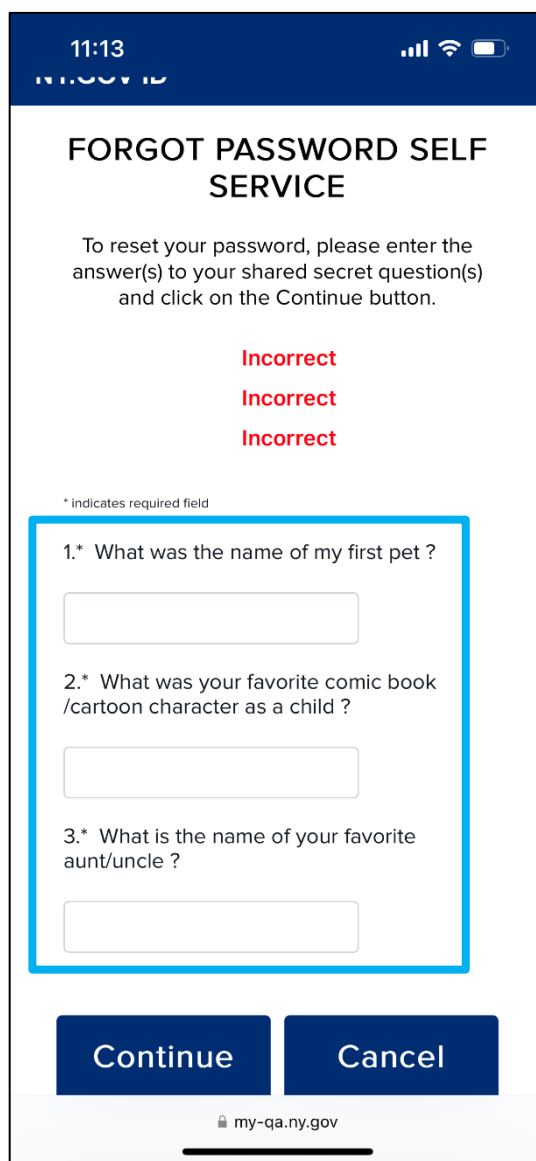 11:13
NY.GOV ID
FORGOT PASSWORD SELF
SERVICE
To reset your password, please enter the
answer(s) to your shared secret question(s)
and click on the Continue button.
Incorrect
Incorrect
Incorrect
* indicates required field
1.* What was the name of my first pet ?
2.* What was your favorite comic book
/cartoon character as a child ?
3.* What is the name of your favorite
aunt/uncle ?
Continue Cancel
my-qa.ny.gov